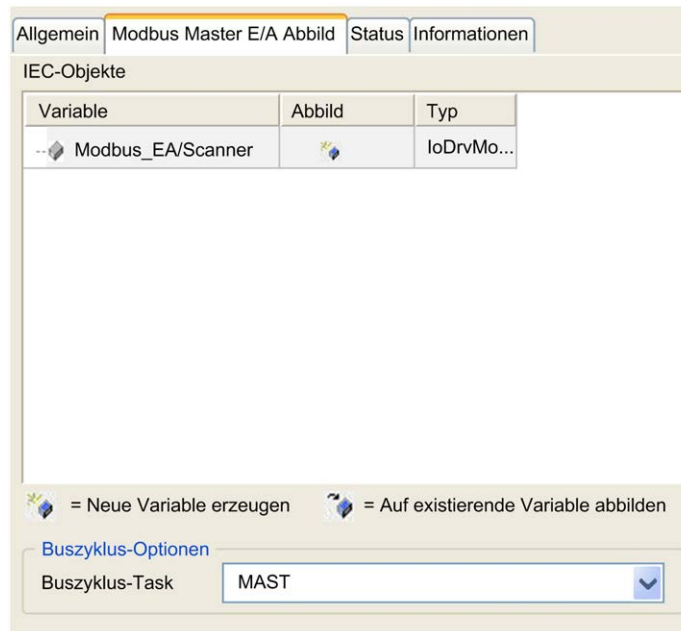 Allgemein Modbus Master E/A Abbild Status Informationen
IEC-Objekte
Variable Abbild Typ
Modbus_EA/Scanner IoDrvMo...
= Neue Variable erzeugen = Auf existierende Variable abbilden
Buszyklus-Optionen
Buszyklus-Task MAST